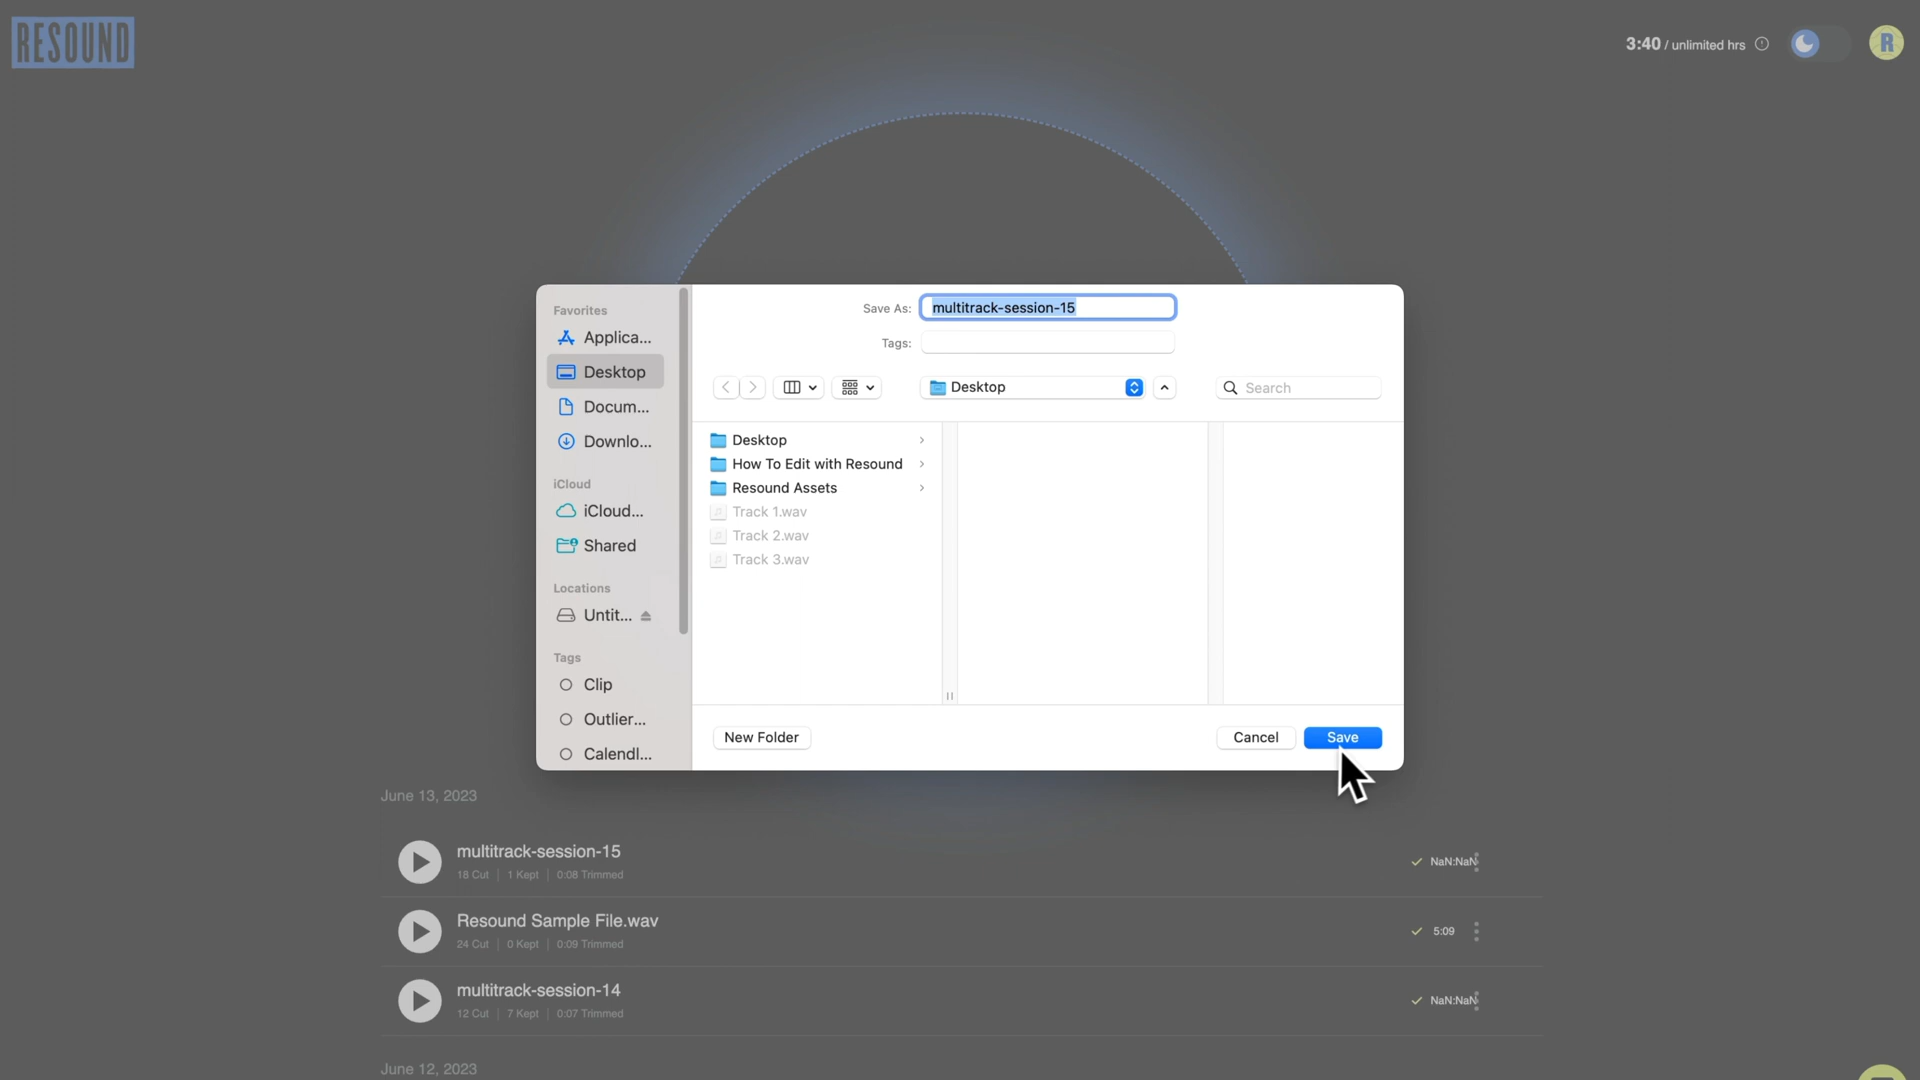 RESOUND
3:40 / unlimited hrs
R
Save As: multitrack-session-15
Tags:
Desktop
Search
Favorites
Applica...
Desktop
Docum...
Downlo...
iCloud
iCloud...
Shared
Locations
Untit...
Tags
Clip
Outlier...
Calendl...
Desktop
How To Edit with Resound
Resound Assets
Track 1.wav
Track 2.wav
Track 3.wav
New Folder
Cancel
Save
June 13, 2023
multitrack-session-15
18 Cut | 1 Kept | 0:08 Trimmed
NaN:NaN
Resound Sample File.wav
24 Cut | 0 Kept | 0:09 Trimmed
5:09
multitrack-session-14
12 Cut | 7 Kept | 0:07 Trimmed
NaN:NaN
June 12, 2023